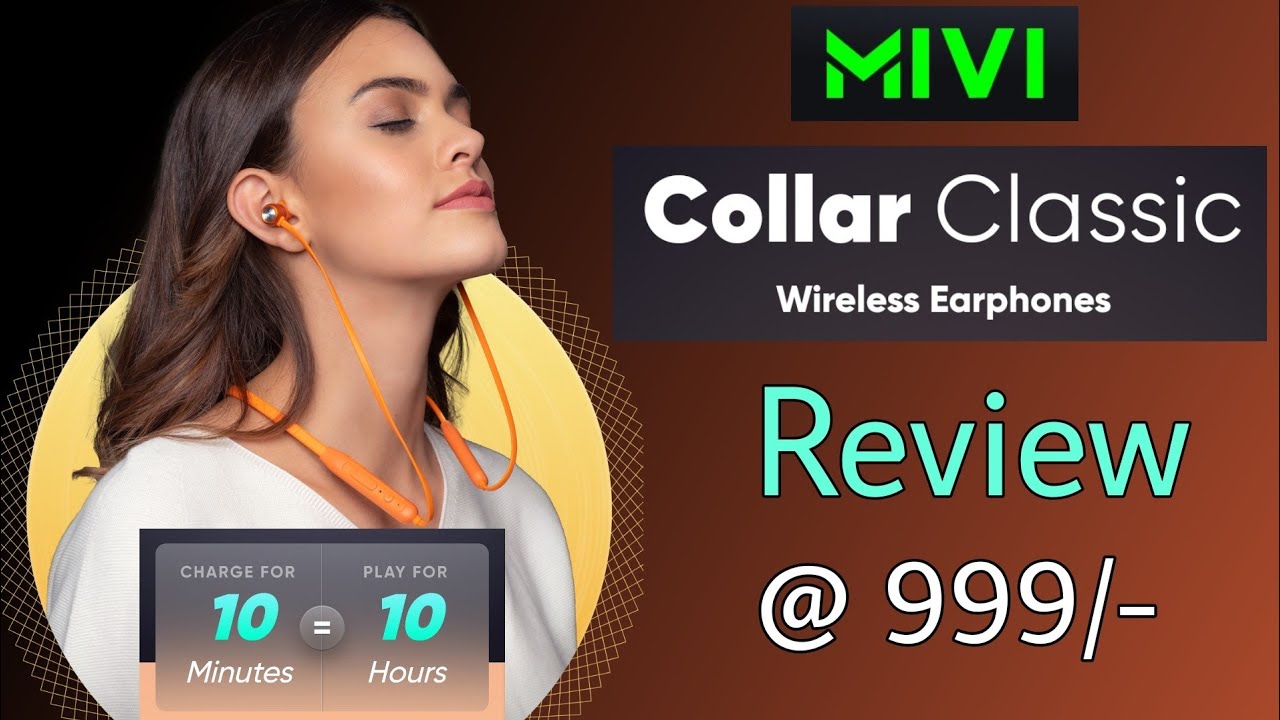 MIVI
Collar Classic
Wireless Earphones
Review
@ 999/-
CHARGE FOR
10
Minutes
=
PLAY FOR
10
Hours